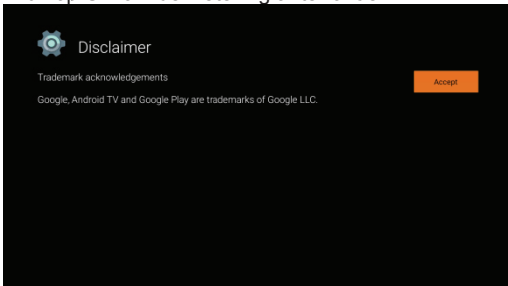 Disclaimer
Trademark acknowledgements
Accept
Google, Android TV and Google Play are trademarks of Google LLC.